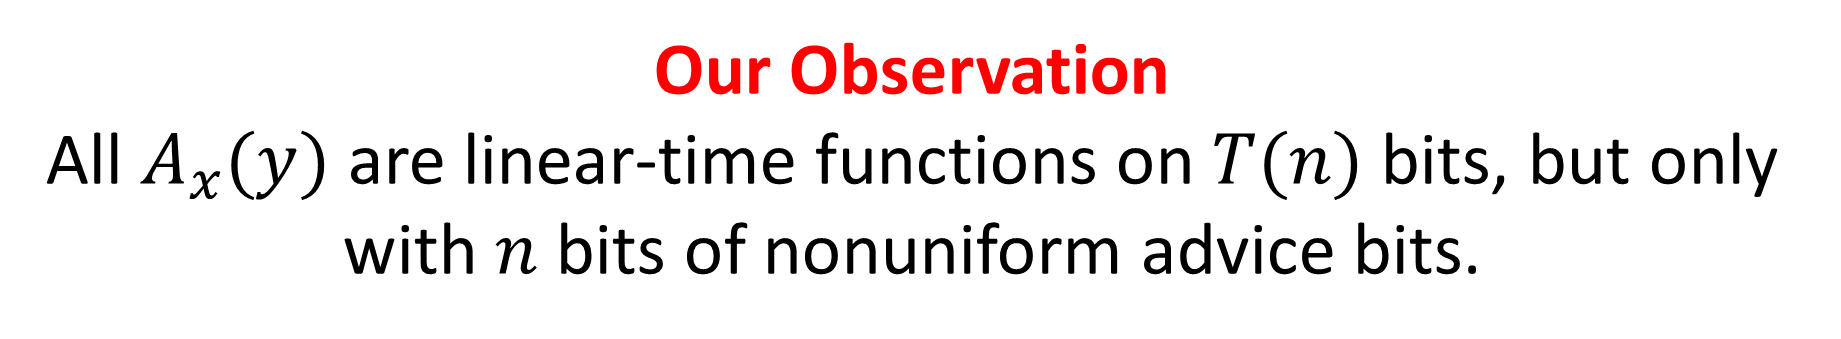 Our Observation
All $A_x(y)$ are linear-time functions on $T(n)$ bits, but only
with $n$ bits of nonuniform advice bits.